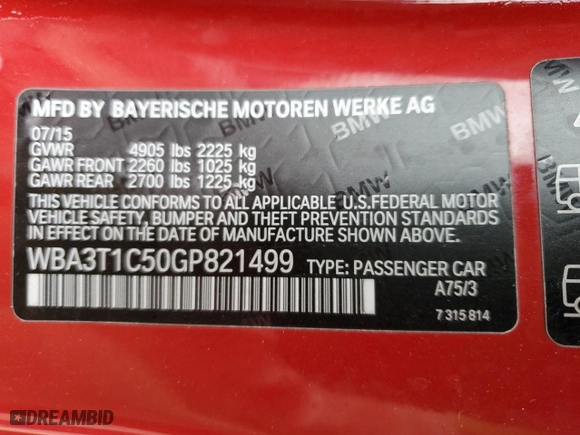 MFD BY BAYERISCHE MOTOREN WERKE AG
07/15
GVWR 4905 lbs 2225 kg
GAWR FRONT 2260 lbs 1025 kg
GAWR REAR 2700 lbs 1225 kg
THIS VEHICLE CONFORMS TO ALL APPLICABLE U.S.FEDERAL MOTOR
VEHICLE SAFETY, BUMPER AND THEFT PREVENTION STANDARDS
IN EFFECT ON THE DATE OF MANUFACTURE SHOWN ABOVE.
WBA3T1C50GP821499 TYPE: PASSENGER CAR
A75/3
7 315 814
BMW
BMW
BMW
BMW
DREAMBID